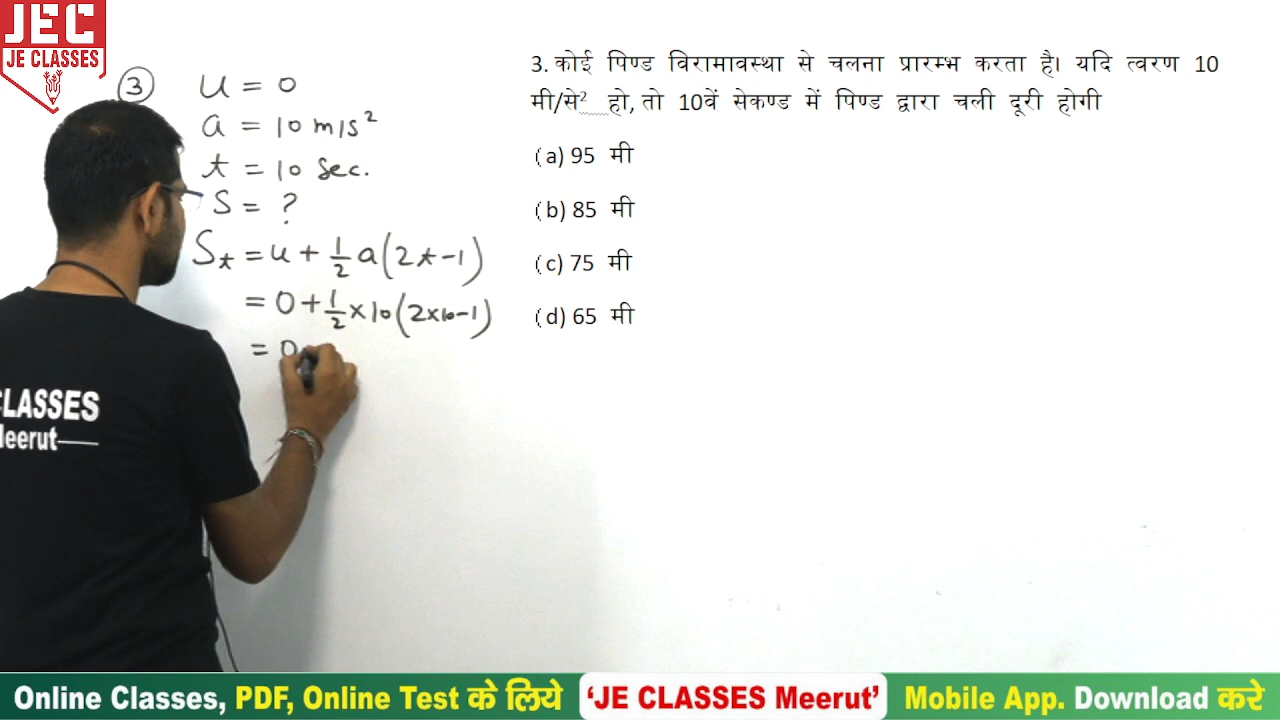 JEC
JE CLASSES
3
u = 0
a = 10 m/s²
t = 10 Sec.
S = ?
Sₜ = u + 1/2 a(2t-1)
= 0 + 1/2 × 10 (2×10-1)
= 0
3. कोई पिण्ड विरामावस्था से चलना प्रारम्भ करता है। यदि त्वरण 10
मी/से² हो, तो 10वें सेकण्ड में पिण्ड द्वारा चली दूरी होगी
(a) 95 मी
(b) 85 मी
(c) 75 मी
(d) 65 मी
CLASSES
Meerut
Online Classes, PDF, Online Test के लिये 'JE CLASSES Meerut' Mobile App. Download करे